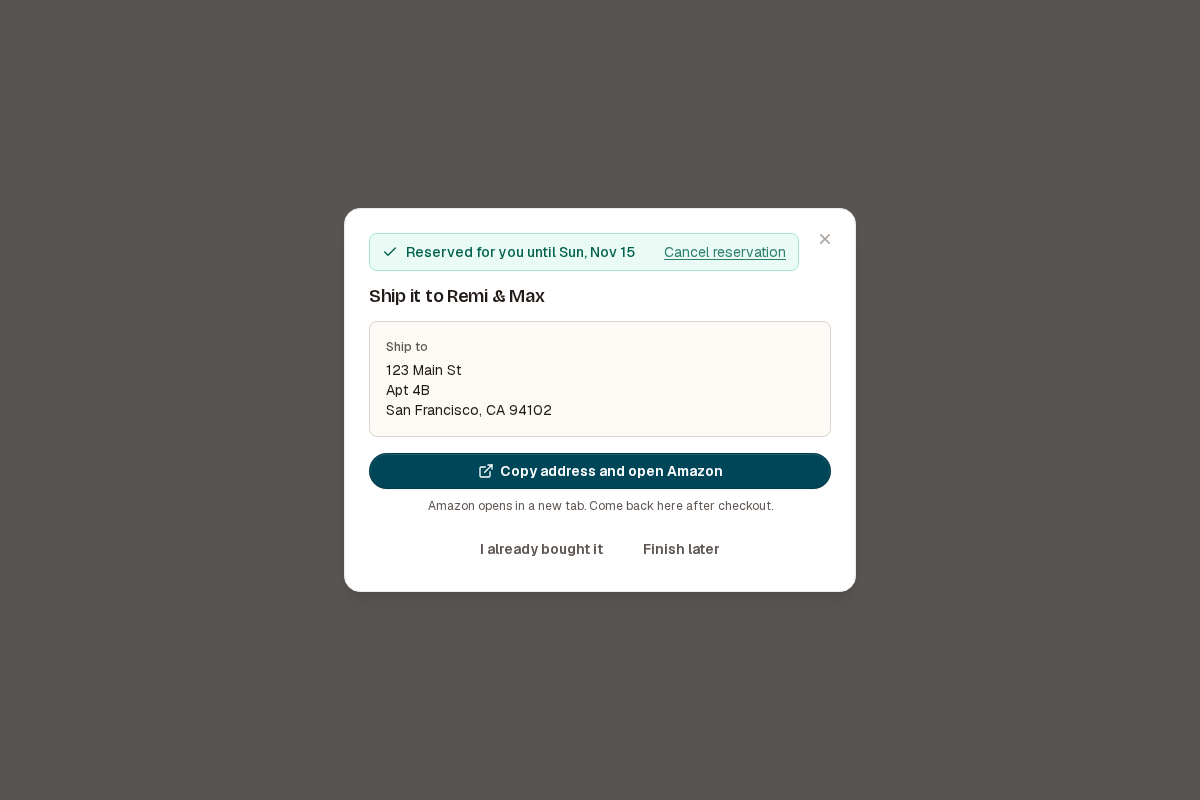 Reserved for you until Sun, Nov 15 Cancel reservation
Ship it to Remi & Max
Ship to
123 Main St
Apt 4B
San Francisco, CA 94102
Copy address and open Amazon
Amazon opens in a new tab. Come back here after checkout.
I already bought it Finish later